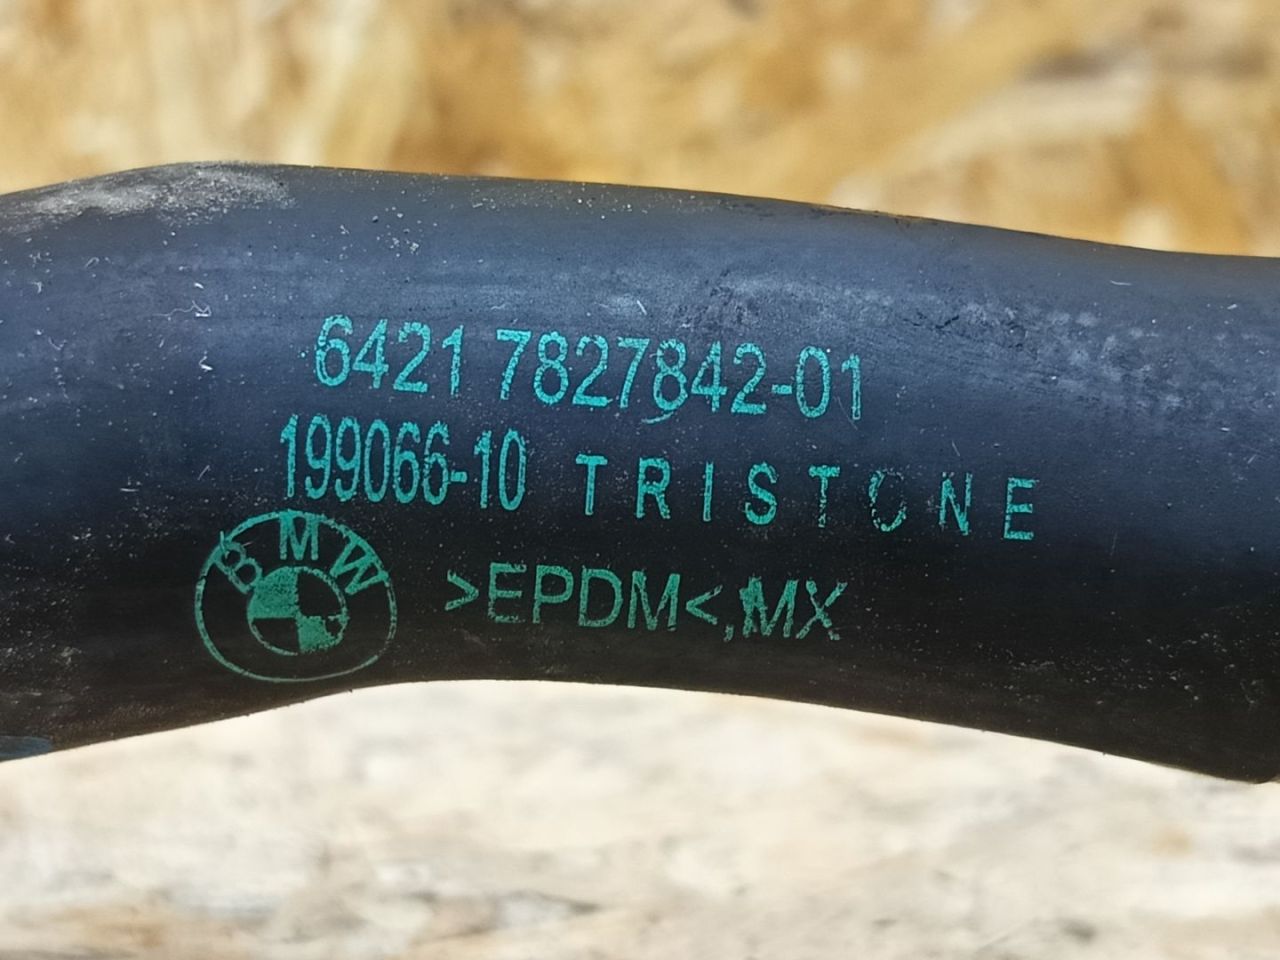 6421 7827842-01
199066-10 TRISTONE
BMW
>EPDM<,MX